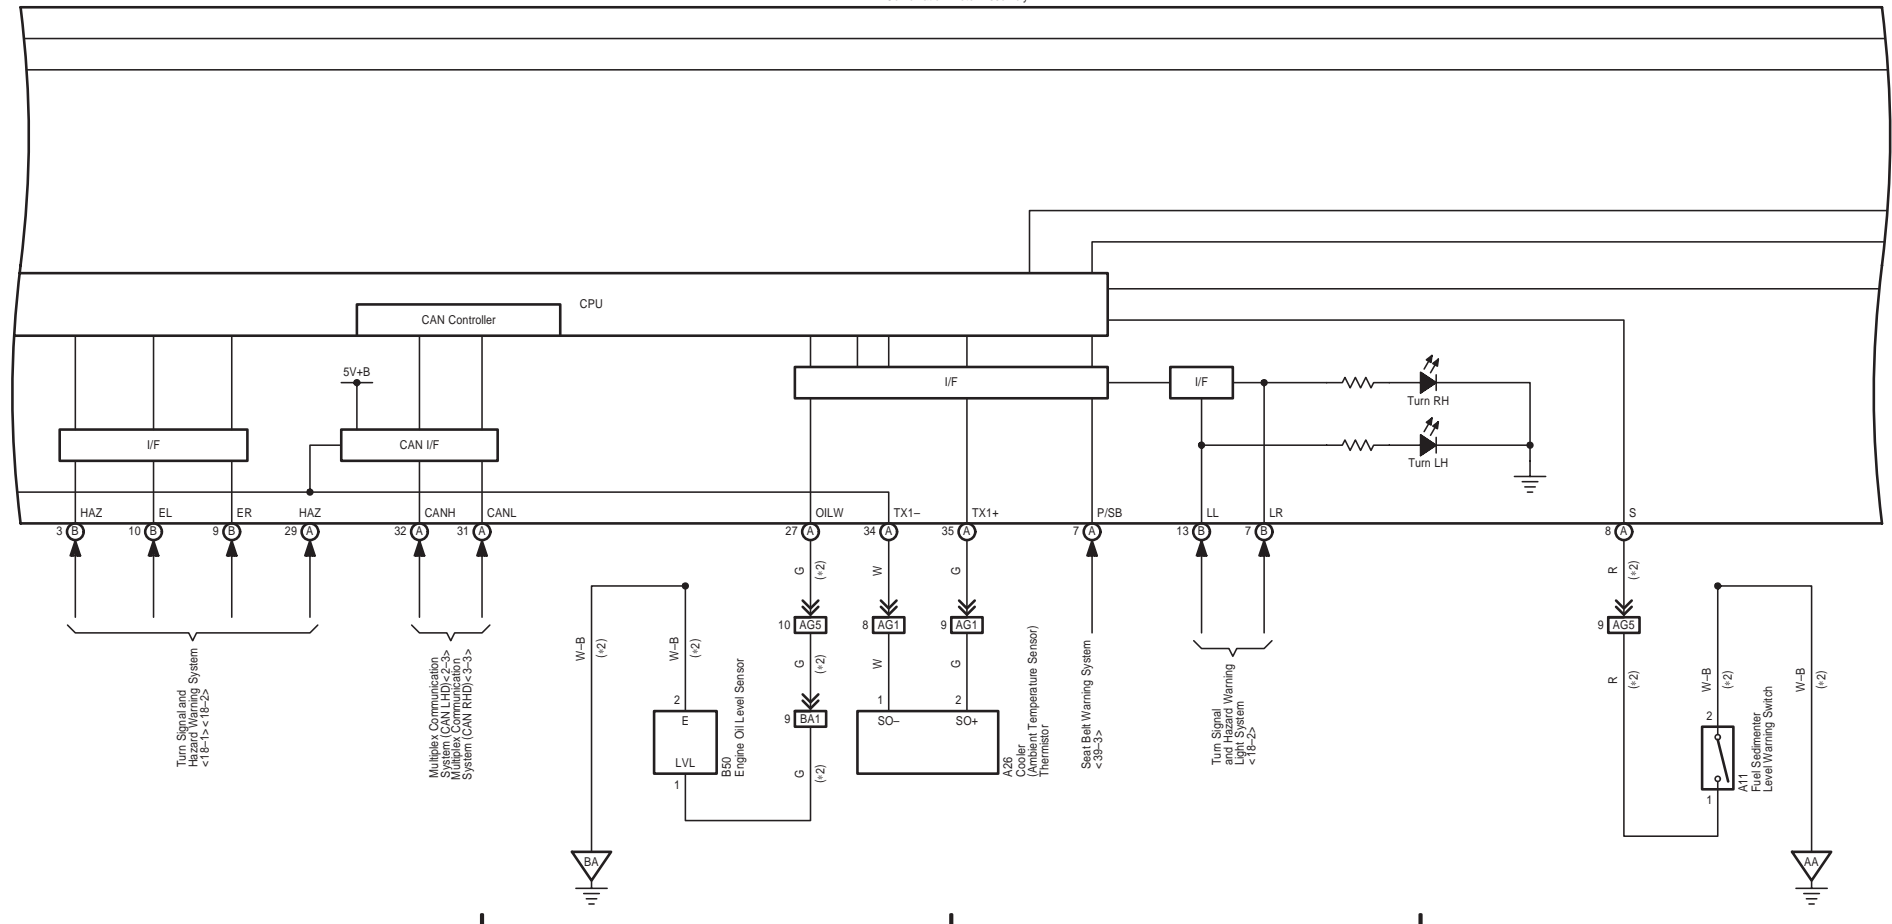 CPU
CAN Controller
5V+B
I/F
I/F
Turn RH
Turn LH
I/F
CAN I/F
HAZ
EL
ER
HAZ
CANH
CANL
OILW
TX1–
TX1+
P/SB
LL
LR
S
3 B
10 B
9 B
29 A
32 A
31 A
27 A
34 A
35 A
7 A
13 B
7 B
8 A
G
(*2)
W
G
R
(*2)
10 AG5
8 AG1
9 AG1
9 AG5
W–B
(*2)
W–B
(*2)
G
(*2)
W
G
R
(*2)
W–B
(*2)
W–B
(*2)
Turn Signal and
Hazard Warning System
<18–1><18–2>
Multiplex Communication
System (CAN LHD)<2–3>
Multiplex Communication
System (CAN RHD)<3–3>
2
E
LVL
1
B50
Engine Oil Level Sensor
9 BA1
G
(*2)
1
2
SO–
SO+
A26
Cooler
(Ambient Temperature Sensor)
Thermistor
Seat Belt Warning System
<39–3>
Turn Signal
and Hazard Warning
Light System
<18–2>
2
1
A11
Fuel Sedimenter
Level Warning Switch
BA
AA